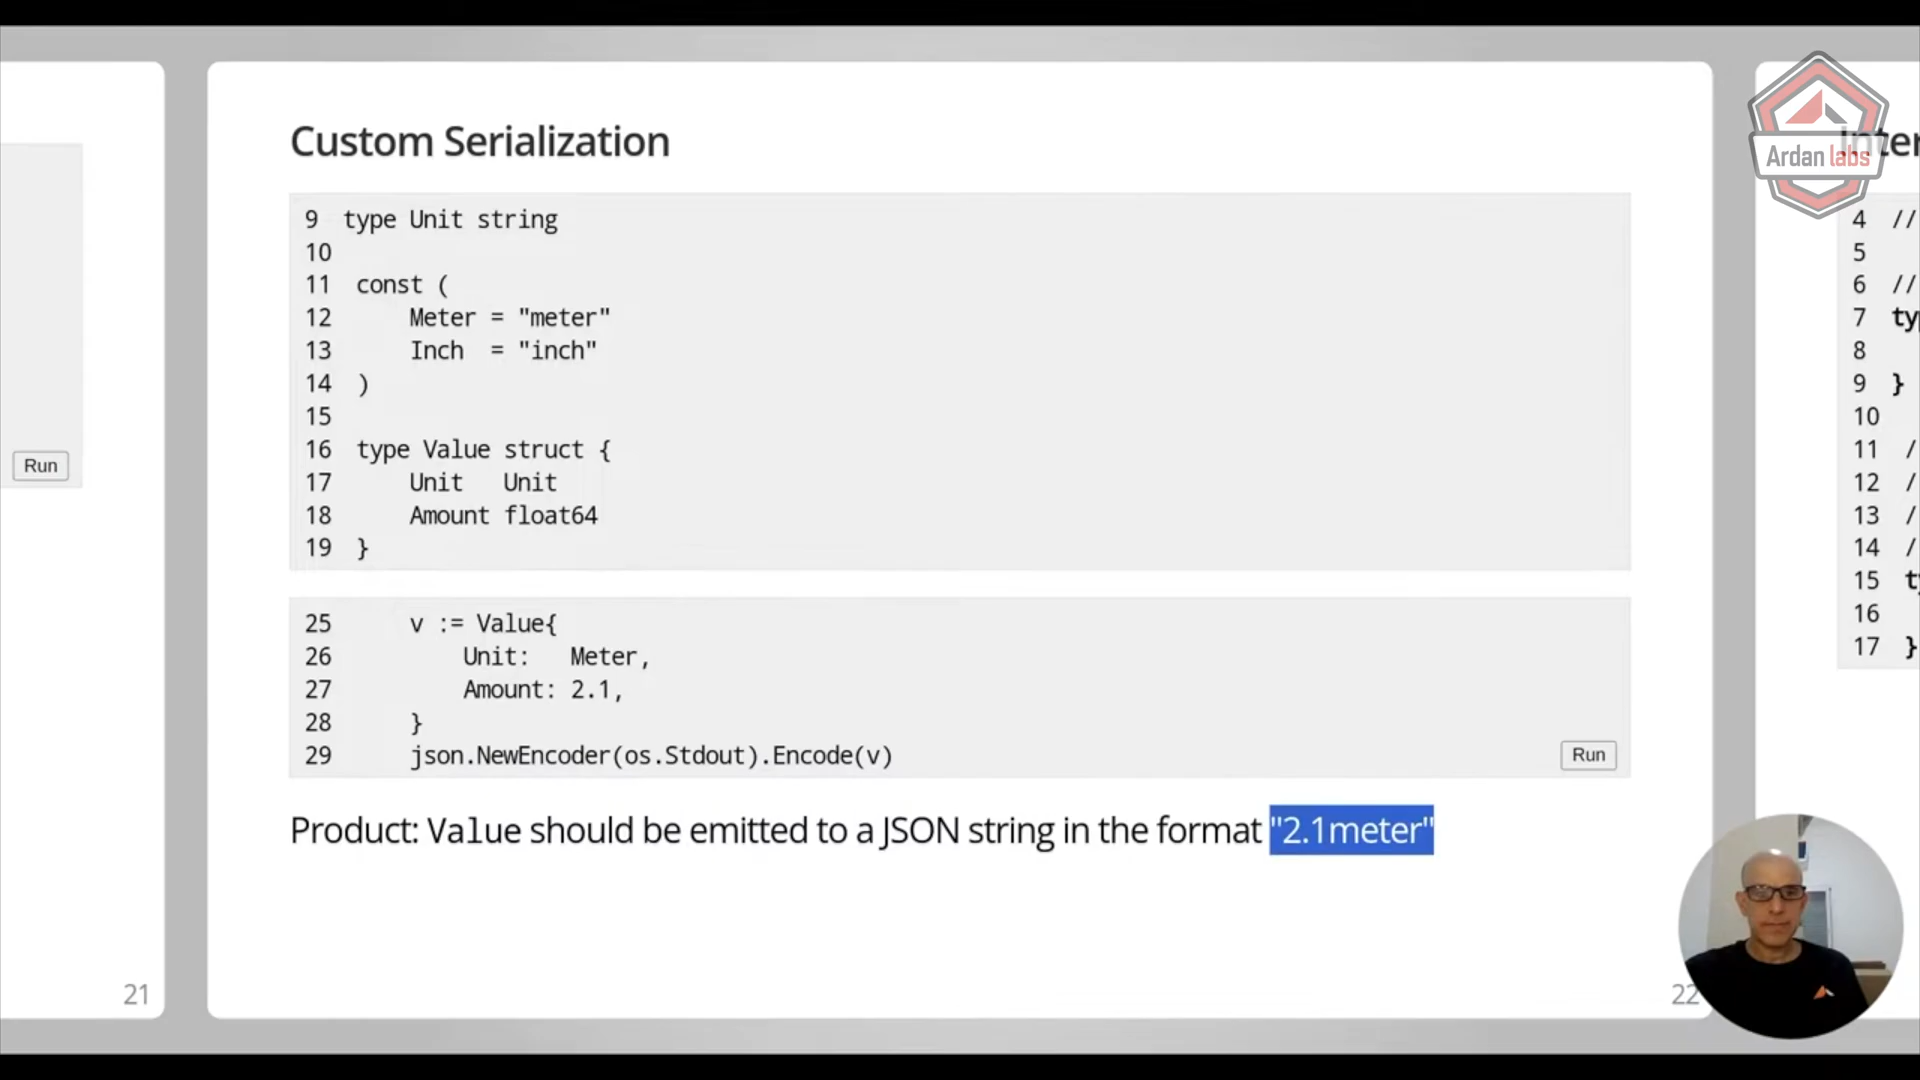 Custom Serialization
9 type Unit string
10
11 const (
12 Meter = "meter"
13 Inch = "inch"
14 )
15
16 type Value struct {
17 Unit Unit
18 Amount float64
19 }
25 v := Value{
26 Unit: Meter,
27 Amount: 2.1,
28 }
29 json.NewEncoder(os.Stdout).Encode(v)
Run
Product: Value should be emitted to a JSON string in the format "2.1meter"
22
Run
21
Ardan labs
4 //
5
6 //
7
8
9 }
10
11 /
12 /
13 /
14 /
15
16
17 }